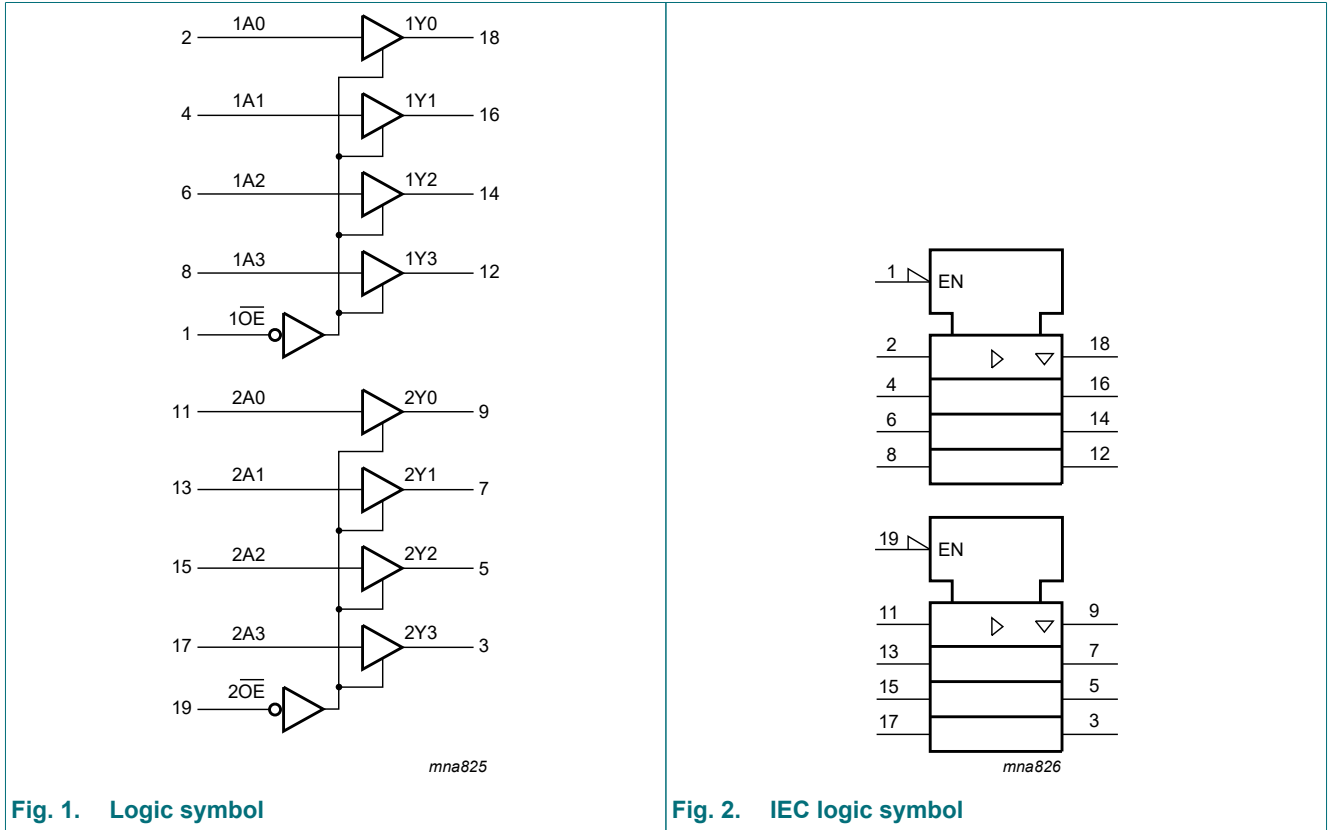 2 1A0 1Y0 18
4 1A1 1Y1 16
6 1A2 1Y2 14
8 1A3 1Y3 12
1 1O̅E̅
11 2A0 2Y0 9
13 2A1 2Y1 7
15 2A2 2Y2 5
17 2A3 2Y3 3
19 2O̅E̅
mna825
Fig. 1. Logic symbol
1 EN
2 18
4 16
6 14
8 12
19 EN
11 9
13 7
15 5
17 3
mna826
Fig. 2. IEC logic symbol